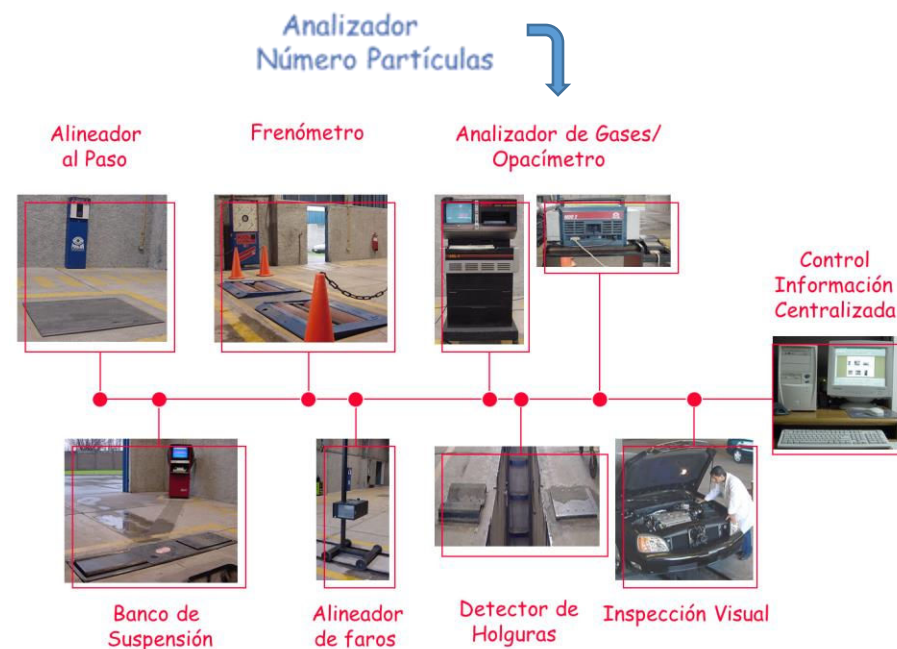 Analizador
Número Partículas
Alineador
al Paso
Frenómetro
Analizador de Gases/
Opacímetro
Control
Información
Centralizada
Banco de
Suspensión
Alineador
de faros
Detector de
Holguras
Inspección Visual